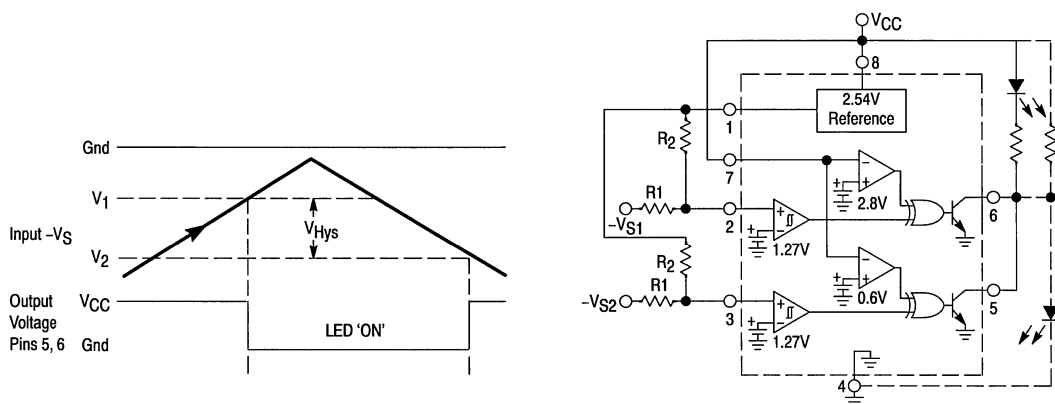 Gnd
V1
Input –VS
VHys
V2
Output
Voltage
Pins 5, 6
VCC
Gnd
LED 'ON'
VCC
8
2.54V
Reference
1
R2
7
–
+
+
2.8V
R1
–VS1
2
+
–
+
1.27V
6
R2
R1
–VS2
3
–
+
+
0.6V
+
–
+
1.27V
5
4